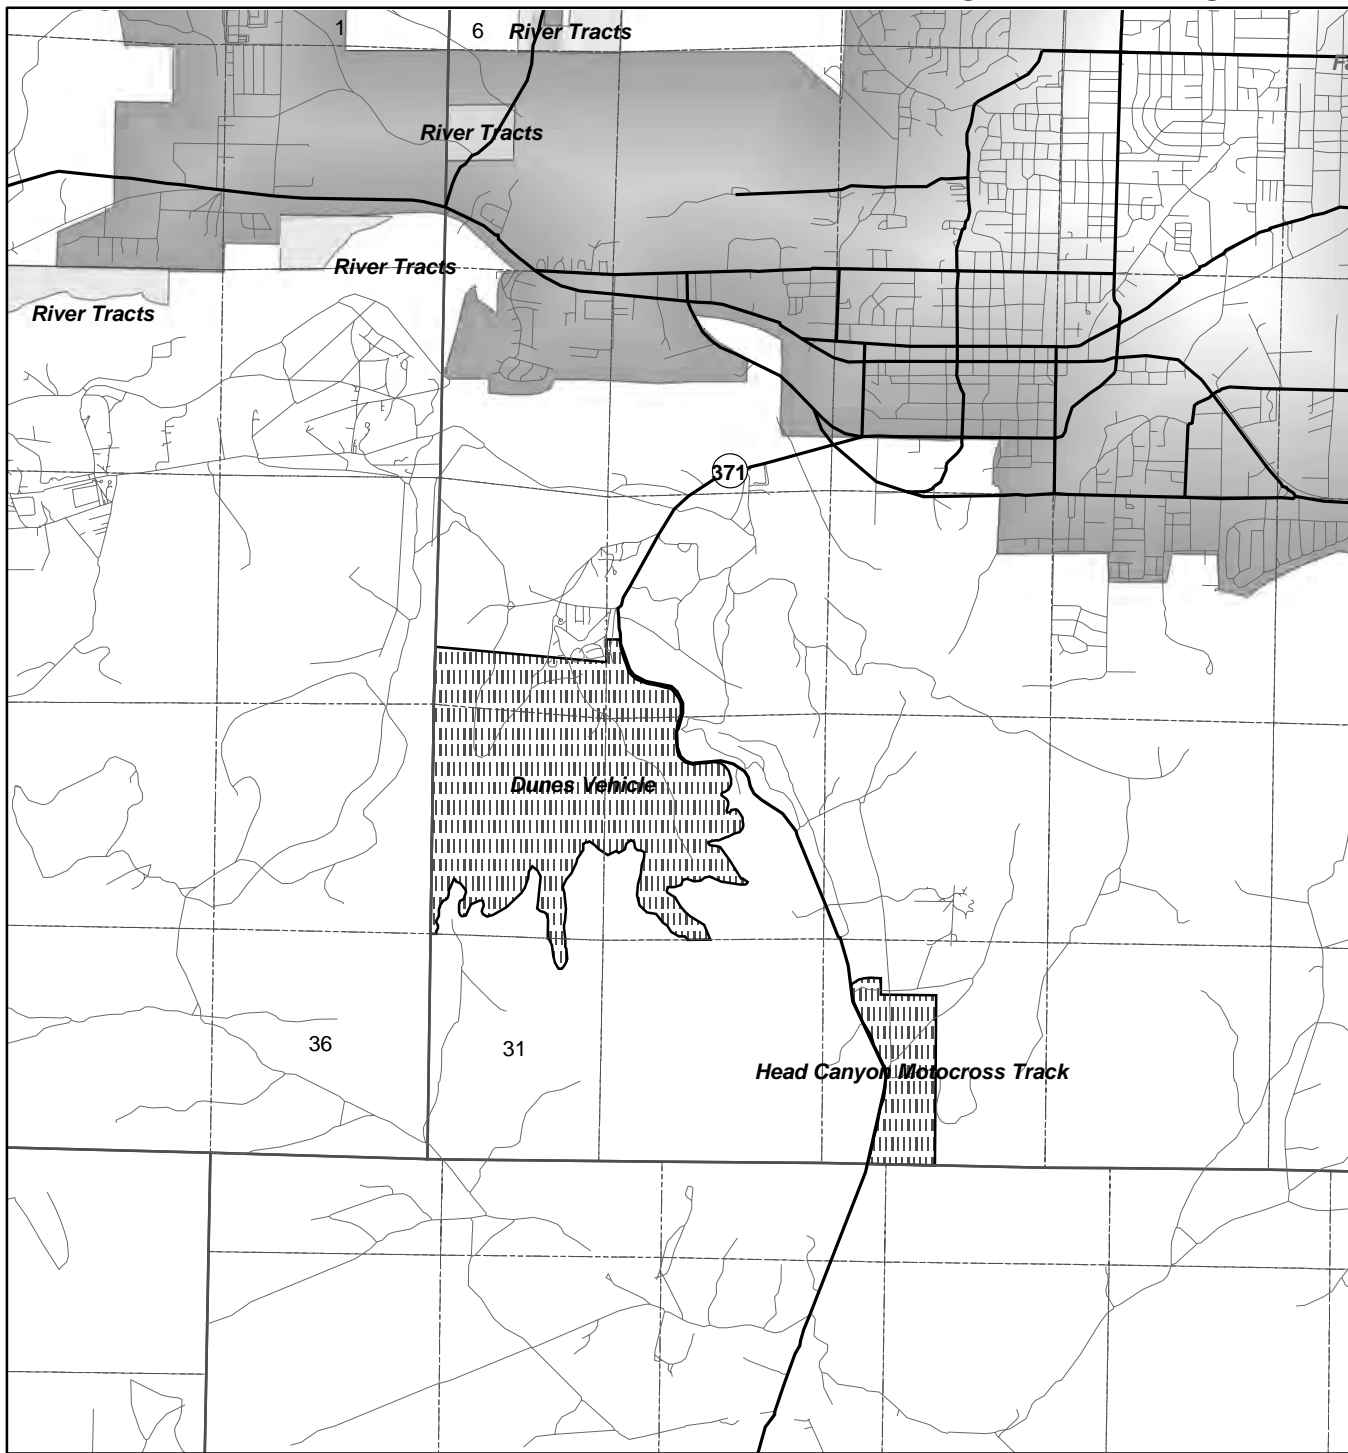 1
6 River Tracts
River Tracts
River Tracts
River Tracts
371
Dunes Vehicle
36
31
Head Canyon Motocross Track